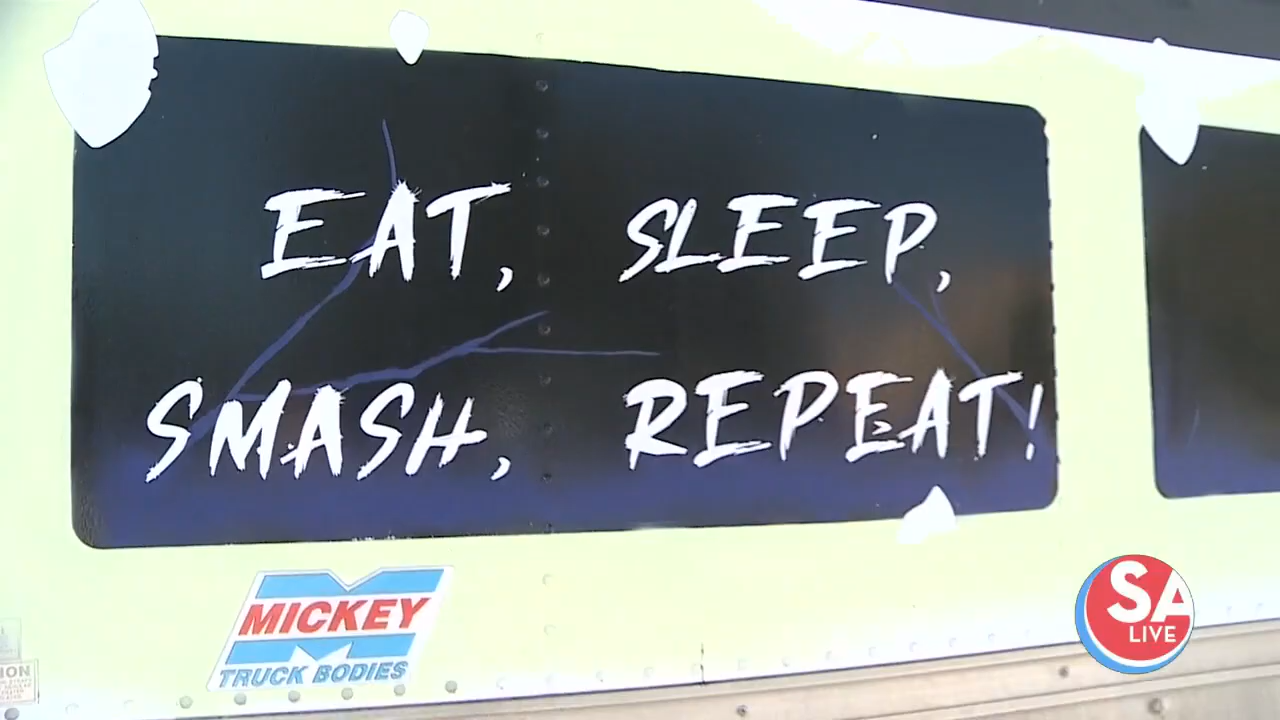 EAT, SLEEP,
SMASH, REPEAT!
MICKEY
TRUCK BODIES
SA
LIVE